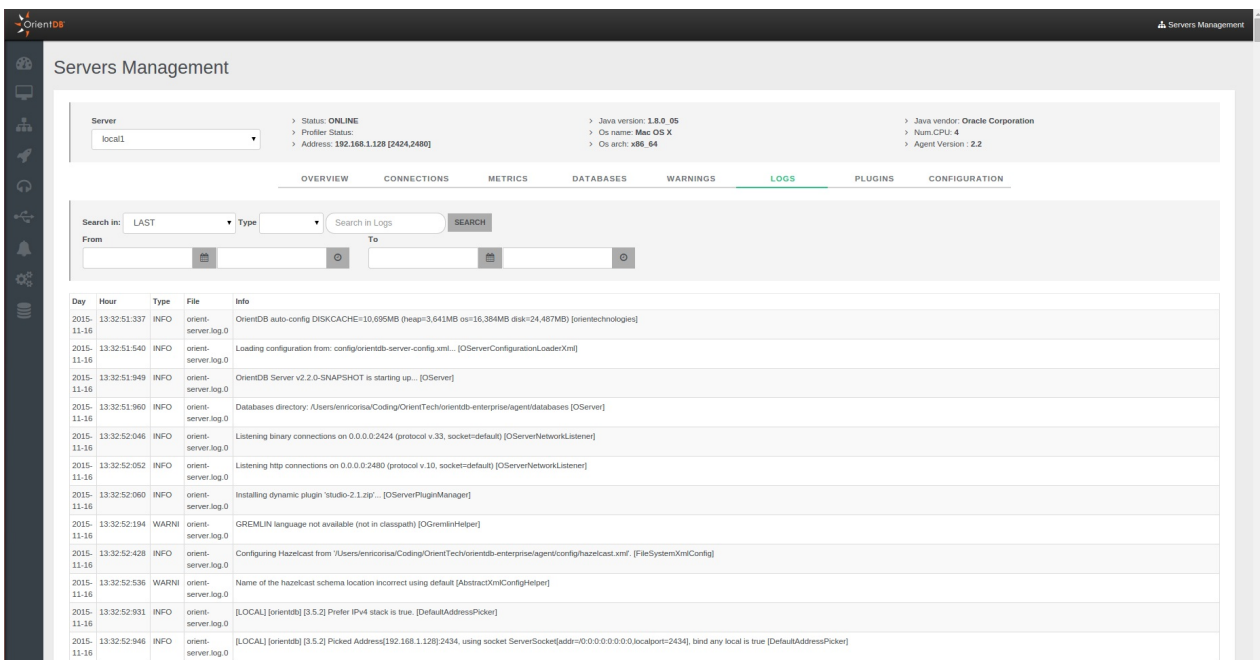 OrientDB
Servers Management
Servers Management
Server
local1
> Status: ONLINE
> Profiler Status:
> Address: 192.168.1.128 [2424,2480]
> Java version: 1.8.0_05
> Os name: Mac OS X
> Os arch: x86_64
> Java vendor: Oracle Corporation
> Num.CPU: 4
> Agent Version : 2.2
OVERVIEW CONNECTIONS METRICS DATABASES WARNINGS LOGS PLUGINS CONFIGURATION
Search in: LAST Type Search in Logs SEARCH
From To
Day Hour Type File Info
2015-11-16 13:32:51:337 INFO orient-server.log.0 OrientDB auto-config DISKCACHE=10,695MB (heap=3,641MB os=16,384MB disk=24,487MB) [orientechnologies]
2015-11-16 13:32:51:540 INFO orient-server.log.0 Loading configuration from: config/orientdb-server-config.xml... [OServerConfigurationLoaderXml]
2015-11-16 13:32:51:949 INFO orient-server.log.0 OrientDB Server v2.2.0-SNAPSHOT is starting up... [OServer]
2015-11-16 13:32:51:960 INFO orient-server.log.0 Databases directory: /Users/enricorisa/Coding/OrientTech/orientdb-enterprise/agent/databases [OServer]
2015-11-16 13:32:52:046 INFO orient-server.log.0 Listening binary connections on 0.0.0.0:2424 (protocol v.33, socket=default) [OServerNetworkListener]
2015-11-16 13:32:52:052 INFO orient-server.log.0 Listening http connections on 0.0.0.0:2480 (protocol v.10, socket=default) [OServerNetworkListener]
2015-11-16 13:32:52:060 INFO orient-server.log.0 Installing dynamic plugin 'studio-2.1.zip'... [OServerPluginManager]
2015-11-16 13:32:52:194 WARNI orient-server.log.0 GREMLIN language not available (not in classpath) [OGremlinHelper]
2015-11-16 13:32:52:428 INFO orient-server.log.0 Configuring Hazelcast from '/Users/enricorisa/Coding/OrientTech/orientdb-enterprise/agent/config/hazelcast.xml'. [FileSystemXmlConfig]
2015-11-16 13:32:52:536 WARNI orient-server.log.0 Name of the hazelcast schema location incorrect using default [AbstractXmlConfigHelper]
2015-11-16 13:32:52:931 INFO orient-server.log.0 [LOCAL] [orientdb] [3.5.2] Prefer IPv4 stack is true. [DefaultAddressPicker]
2015-11-16 13:32:52:946 INFO orient-server.log.0 [LOCAL] [orientdb] [3.5.2] Picked Address[192.168.1.128]:2434, using socket ServerSocket[addr=/0:0:0:0:0:0:0:0,localport=2434], bind any local is true [DefaultAddressPicker]